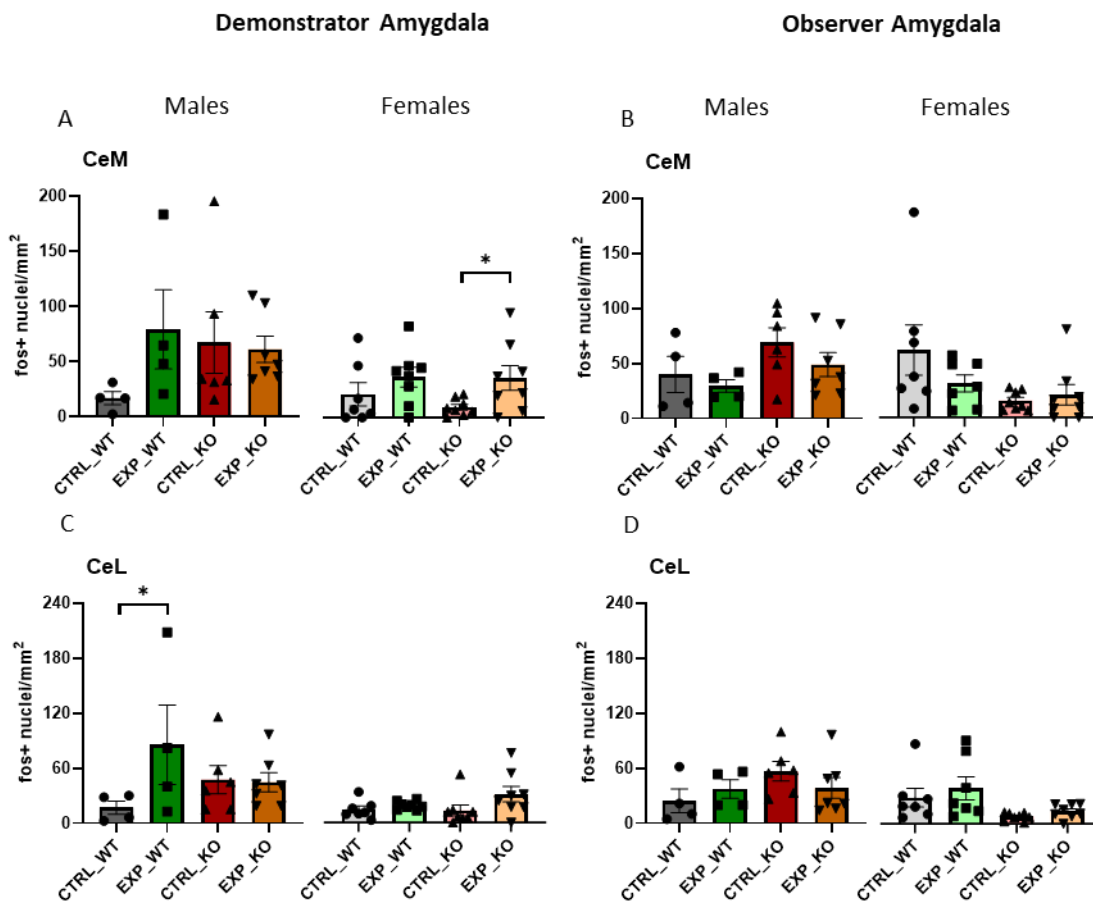 Demonstrator Amygdala
Observer Amygdala
A
Males
Females
B
Males
Females
CeM
CeM
fos+ nuclei/mm²
200
150
100
50
0
*
CTRL_WT
EXP_WT
CTRL_KO
EXP_KO
CTRL_WT
EXP_WT
CTRL_KO
EXP_KO
fos+ nuclei/mm²
200
150
100
50
0
CTRL_WT
EXP_WT
CTRL_KO
EXP_KO
CTRL_WT
EXP_WT
CTRL_KO
EXP_KO
C
D
CeL
CeL
fos+ nuclei/mm²
240
180
120
60
0
*
CTRL_WT
EXP_WT
CTRL_KO
EXP_KO
CTRL_WT
EXP_WT
CTRL_KO
EXP_KO
fos+ nuclei/mm²
240
180
120
60
0
CTRL_WT
EXP_WT
CTRL_KO
EXP_KO
CTRL_WT
EXP_WT
CTRL_KO
EXP_KO